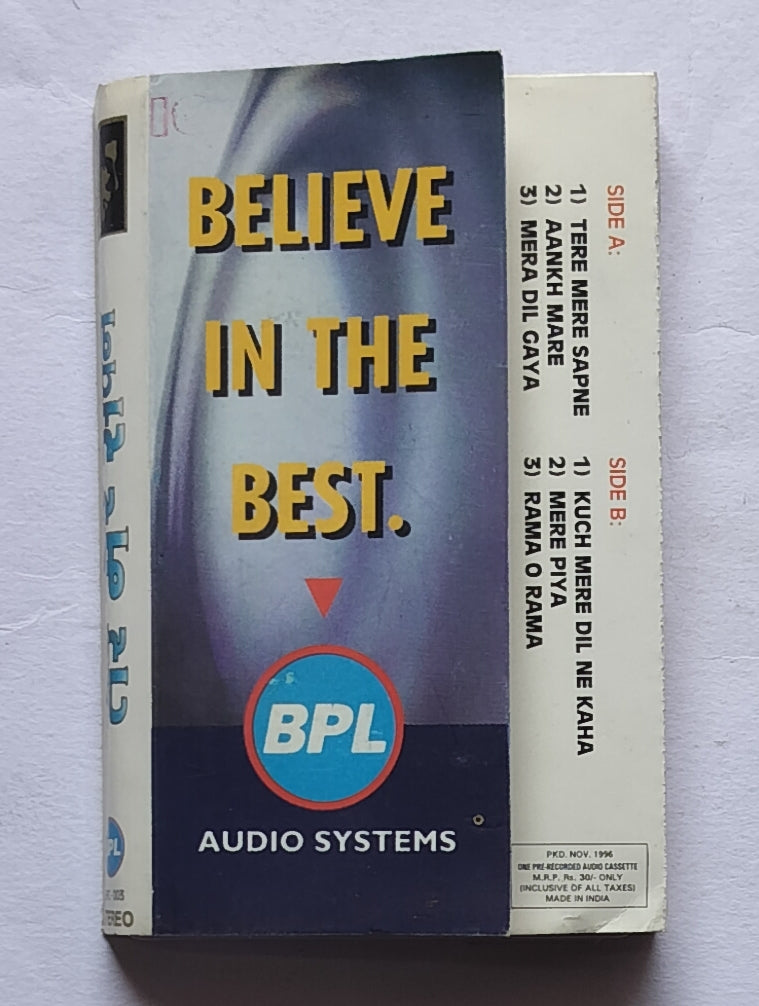 BELIEVE
IN THE
BEST.
BPL
AUDIO SYSTEMS
SIDE A:
1) TERE MERE SAPNE
2) AANKH MARE
3) MERA DIL GAYA
SIDE B:
1) KUCH MERE DIL NE KAHA
2) MERE PIYA
3) RAMA O RAMA
PKD. NOV. 1996
ONE PRE-RECORDED AUDIO CASSETTE
M.R.P. Rs. 30/- ONLY
(INCLUSIVE OF ALL TAXES)
MADE IN INDIA